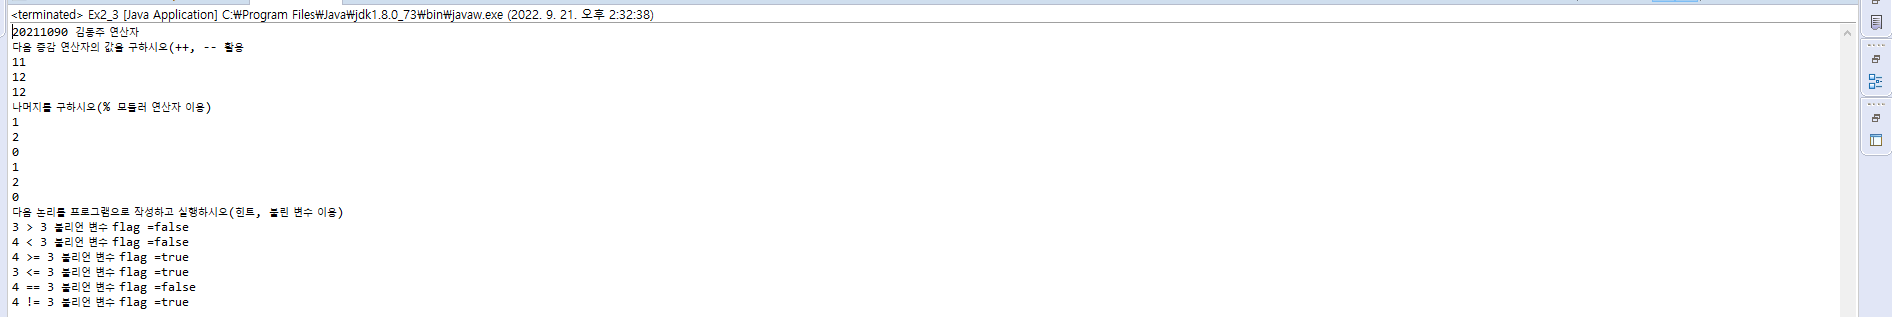 <terminated> Ex2_3 [Java Application] C:￦Program Files￦Java￦jdk1.8.0_73￦bin￦javaw.exe (2022. 9. 21. 오후 2:32:38)
20211090 김동주 연산자
다음 증감 연산자의 값을 구하시오(++, -- 활용
11
12
12
나머지를 구하시오(% 모듈러 연산자 이용)
1
2
0
1
2
0
다음 논리를 프로그램으로 작성하고 실행하시오(힌트, 불린 변수 이용)
3 > 3 불리언 변수 flag =false
4 < 3 불리언 변수 flag =false
4 >= 3 불리언 변수 flag =true
3 <= 3 불리언 변수 flag =true
4 == 3 불리언 변수 flag =false
4 != 3 불리언 변수 flag =true